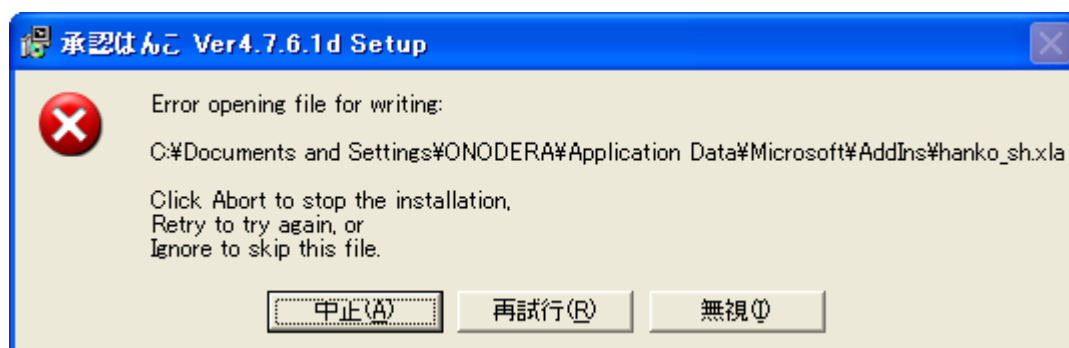 承認はんこ Ver4.7.6.1d Setup
Error opening file for writing:
C:¥Documents and Settings¥ONODERA¥Application Data¥Microsoft¥AddIns¥hanko_sh.xla
Click Abort to stop the installation,
Retry to try again, or
Ignore to skip this file.
中止(A) 再試行(R) 無視(I)